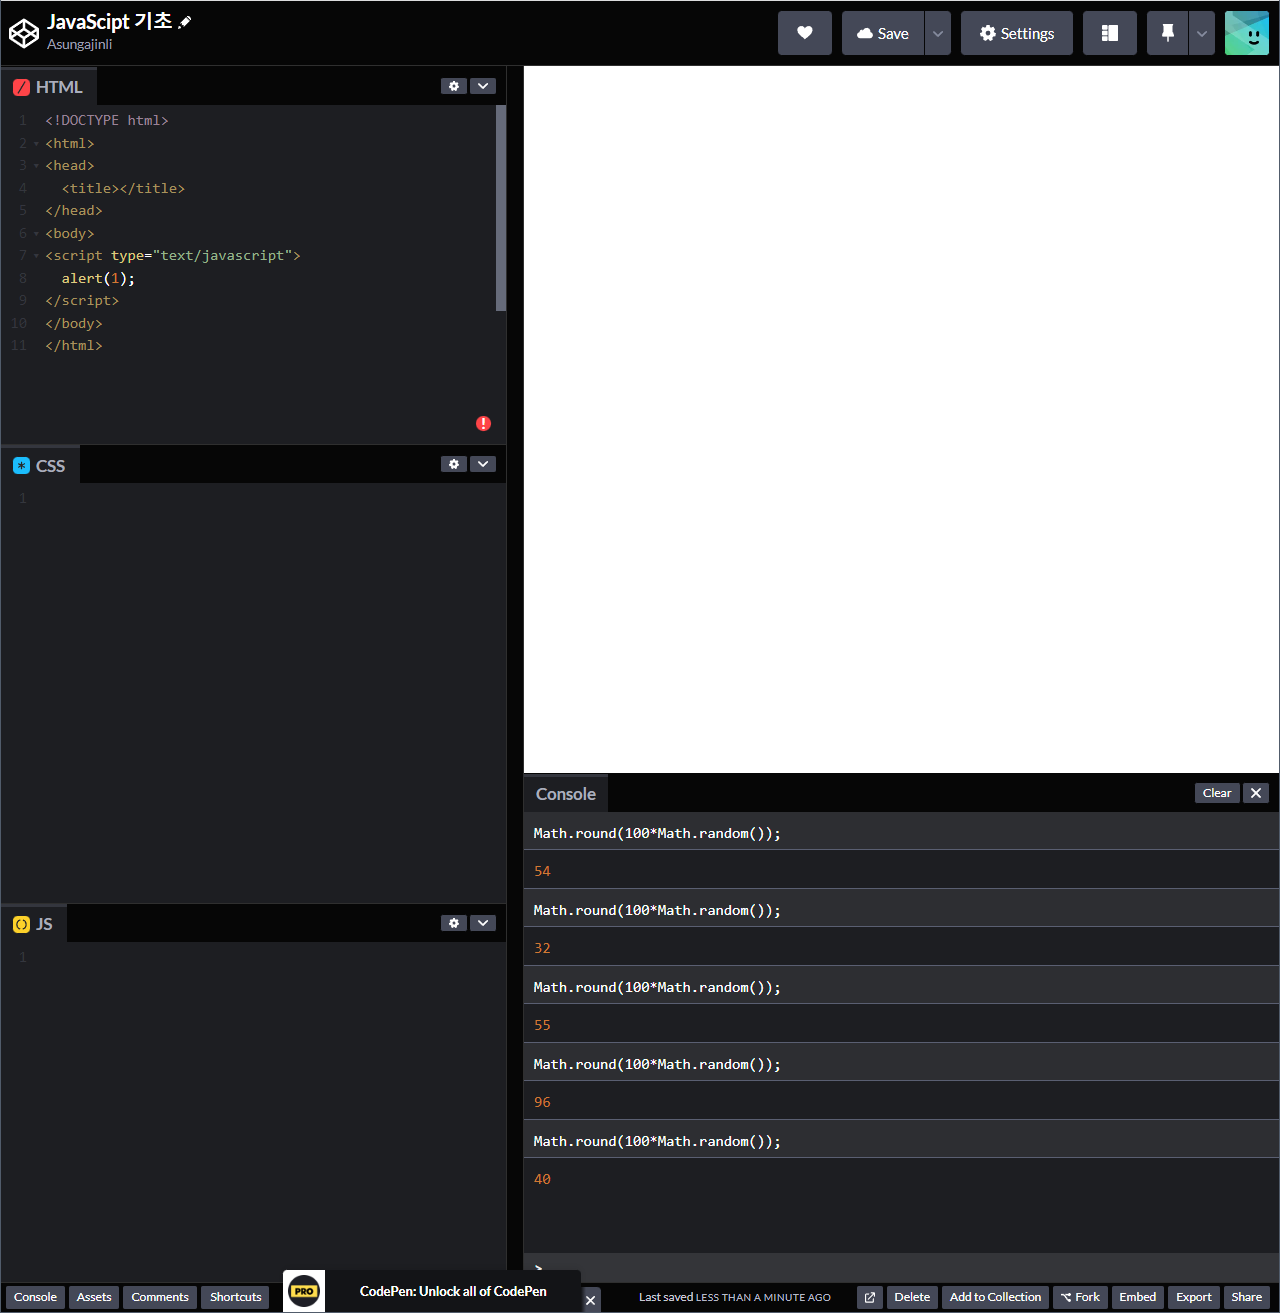 JavaScipt 기초
Asungajinli
Save
Settings
HTML
1 <!DOCTYPE html>
2 <html>
3 <head>
4 <title></title>
5 </head>
6 <body>
7 <script type="text/javascript">
8 alert(1);
9 </script>
10 </body>
11 </html>
CSS
1
JS
1
Console
Clear
Math.round(100*Math.random());
54
Math.round(100*Math.random());
32
Math.round(100*Math.random());
55
Math.round(100*Math.random());
96
Math.round(100*Math.random());
40
>
Console Assets Comments Shortcuts
PRO CodePen: Unlock all of CodePen
Last saved LESS THAN A MINUTE AGO
Delete Add to Collection Fork Embed Export Share